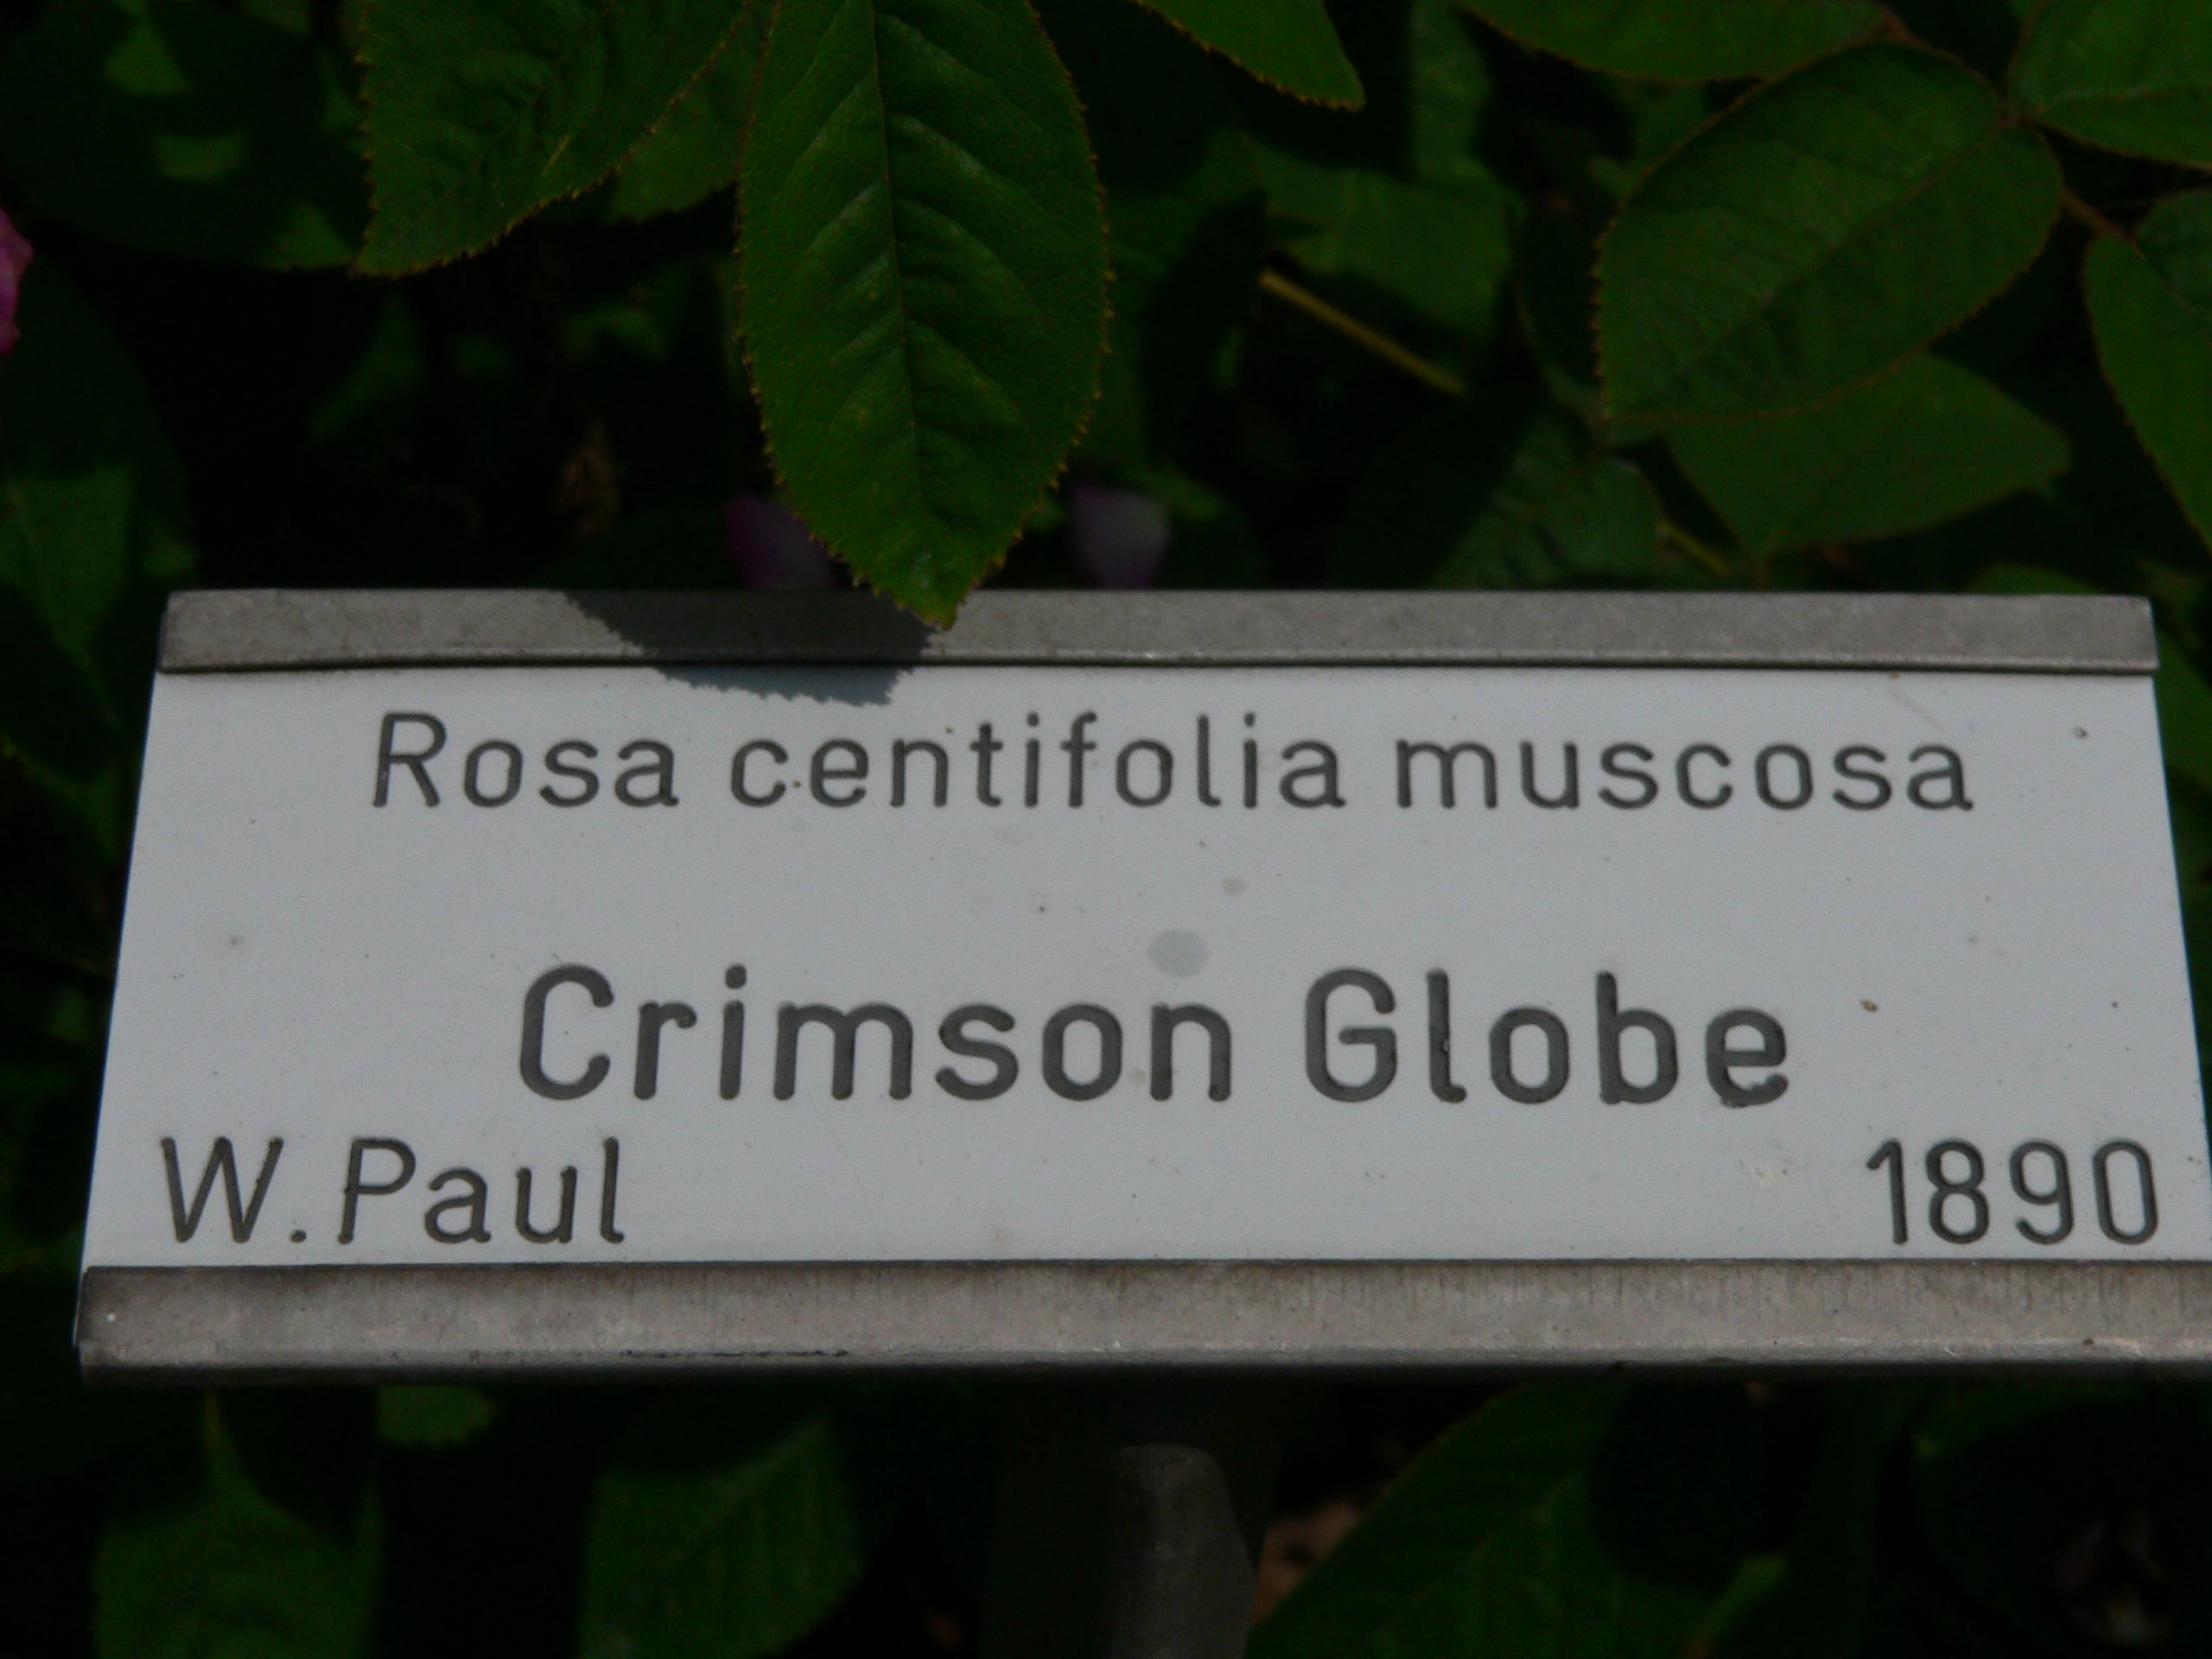 Rosa centifolia muscosa
Crimson Globe
W. Paul 1890